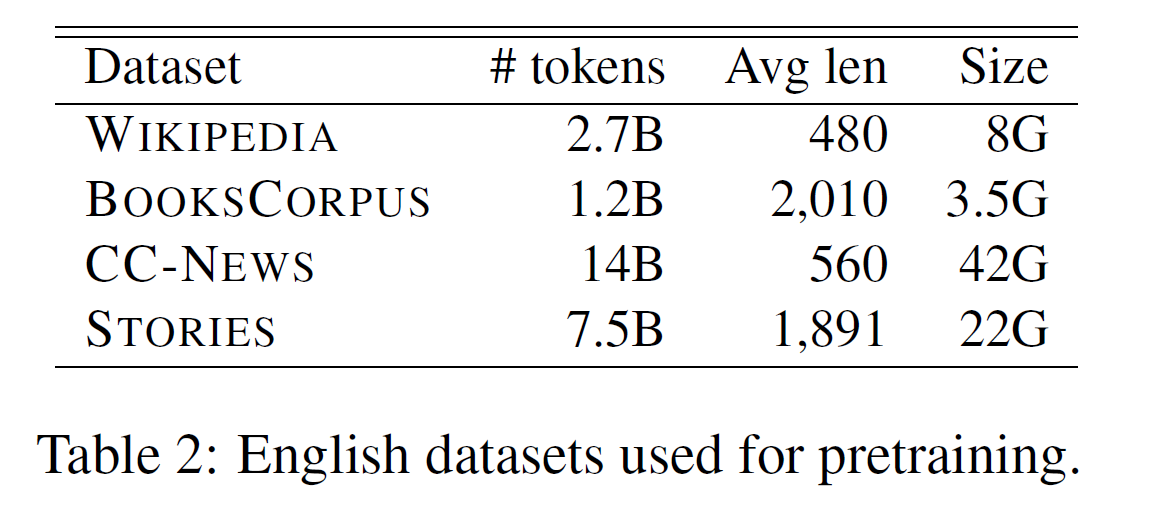 Dataset # tokens Avg len Size
WIKIPEDIA 2.7B 480 8G
BOOKSCORPUS 1.2B 2,010 3.5G
CC-NEWS 14B 560 42G
STORIES 7.5B 1,891 22G
Table 2: English datasets used for pretraining.